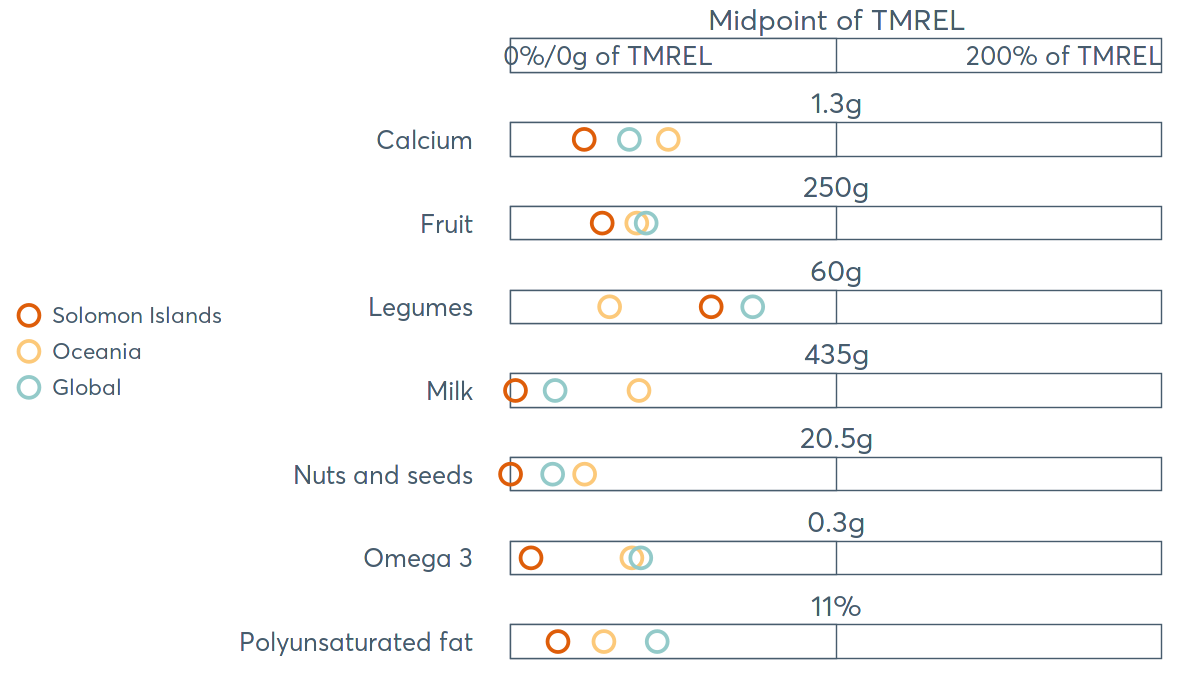 Midpoint of TMREL
0%/0g of TMREL
200% of TMREL
1.3g
Calcium
250g
Fruit
60g
Legumes
435g
Milk
20.5g
Nuts and seeds
0.3g
Omega 3
11%
Polyunsaturated fat
Solomon Islands
Oceania
Global